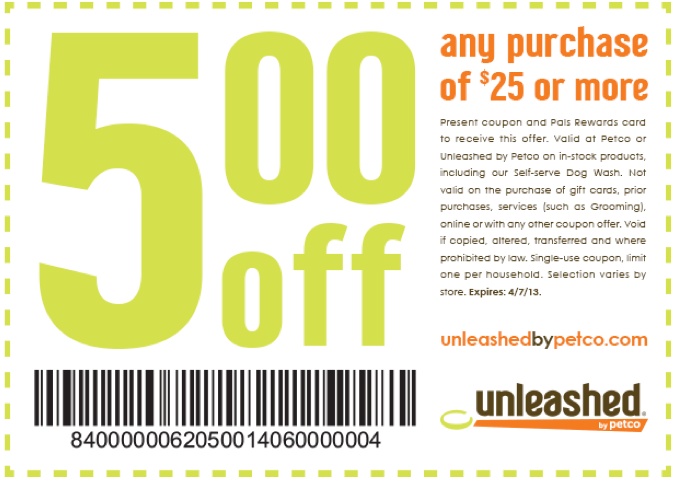 5.00 off
any purchase
of $25 or more
Present coupon and Pals Rewards card
to receive this offer. Valid at Petco or
Unleashed by Petco on in-stock products,
including our Self-serve Dog Wash. Not
valid on the purchase of gift cards, prior
purchases, services (such as Grooming),
online or with any other coupon offer. Void
if copied, altered, transferred and where
prohibited by law. Single-use coupon, limit
one per household. Selection varies by
store. Expires: 4/7/13.
unleashedbypetco.com
84000000620500140600000004
unleashed®
by petco